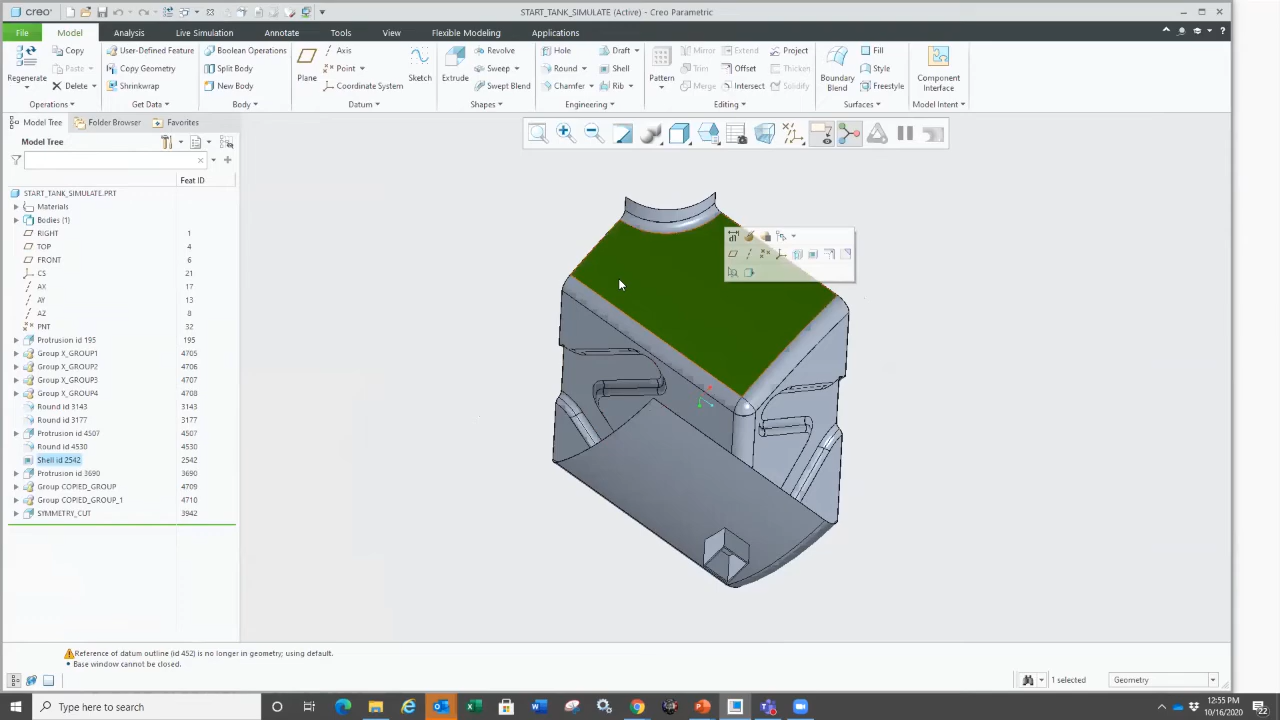 creo
START_TANK_SIMULATE (Active) - Creo Parametric
File Model Analysis Live Simulation Annotate Tools View Flexible Modeling Applications
Regenerate
Copy
Paste
Delete
Operations
User-Defined Feature
Copy Geometry
Shrinkwrap
Get Data
Boolean Operations
Split Body
New Body
Body
Plane
Axis
Point
Coordinate System
Sketch
Datum
Extrude
Revolve
Sweep
Swept Blend
Shapes
Hole
Round
Chamfer
Draft
Shell
Rib
Engineering
Pattern
Mirror
Trim
Merge
Extend
Offset
Intersect
Project
Thicken
Solidify
Editing
Boundary Blend
Fill
Style
Freestyle
Surfaces
Component Interface
Model Intent
Model Tree Folder Browser Favorites
Model Tree
Feat ID
START_TANK_SIMULATE.PRT
Materials
Bodies (1)
RIGHT 1
TOP 4
FRONT 6
CS 21
AX 17
AY 13
AZ 8
PNT 32
Protrusion id 195 195
Group X_GROUP1 4705
Group X_GROUP2 4706
Group X_GROUP3 4707
Group X_GROUP4 4708
Round id 3143 3143
Round id 3177 3177
Protrusion id 4507 4507
Round id 4530 4530
Shell id 2542 2542
Protrusion id 3690 3690
Group COPIED_GROUP 4709
Group COPIED_GROUP_1 4710
SYMMETRY_CUT 3942
Reference of datum outline (id 452) is no longer in geometry; using default.
• Base window cannot be closed.
1 selected
Geometry
Type here to search
12:55 PM
10/16/2020
22